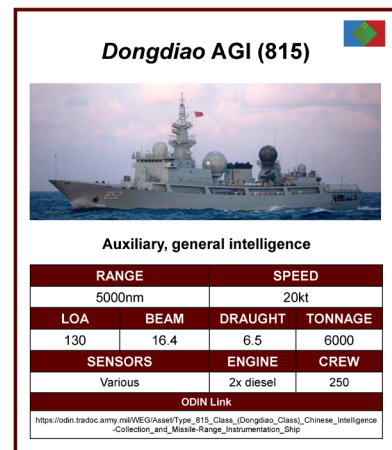 Dongdiao AGI (815)
852
Auxiliary, general intelligence
RANGE SPEED
5000nm 20kt
LOA BEAM DRAUGHT TONNAGE
130 16.4 6.5 6000
SENSORS ENGINE CREW
Various 2x diesel 250
ODIN Link
https://odin.tradoc.army.mil/WEG/Asset/Type_815_Class_(Dongdiao_Class)_Chinese_Intelligence
-Collection_and_Missile-Range_Instrumentation_Ship